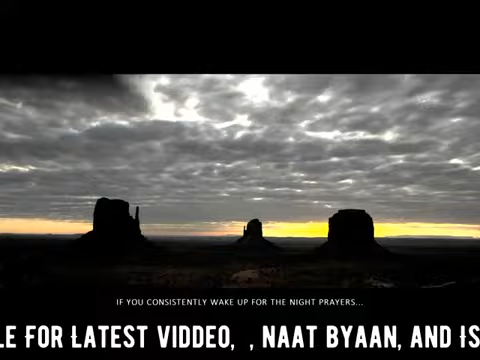 IF YOU CONSISTENTLY WAKE UP FOR THE NIGHT PRAYERS...
LE FOR LATEST VIDDEO, , NAAT BYAAN, AND IS